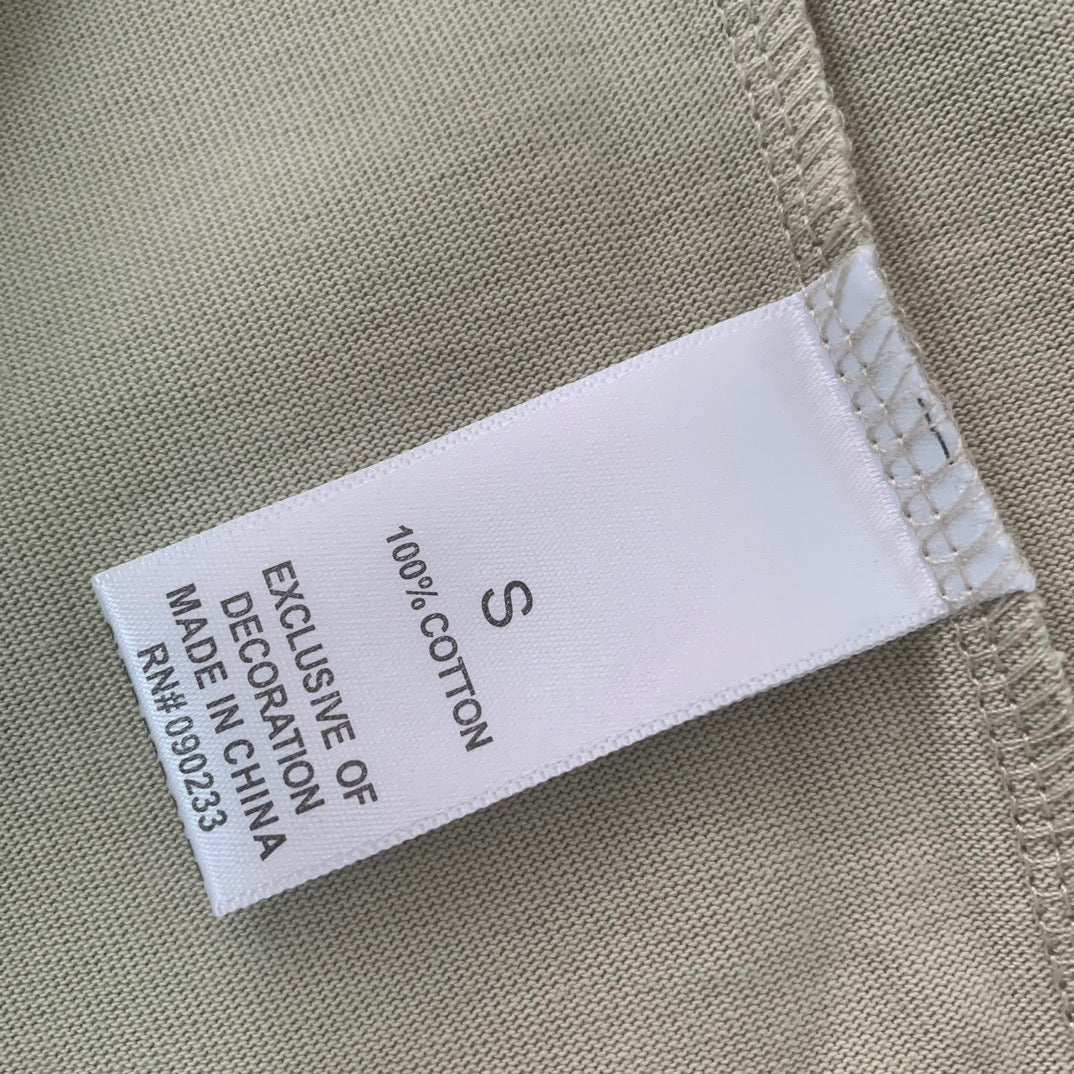 S
100% COTTON
EXCLUSIVE OF
DECORATION
MADE IN CHINA
RN# 090233